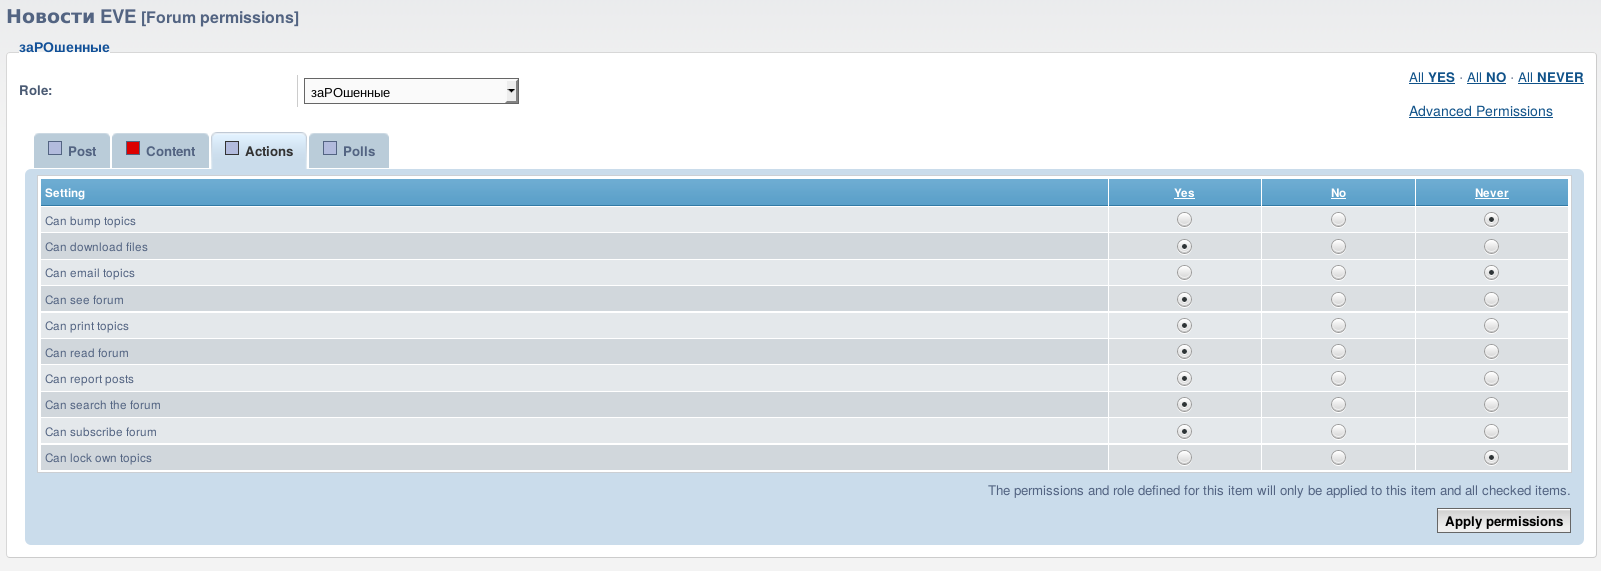 Новости EVE [Forum permissions]
заРОшенные
All YES · All NO · All NEVER
Role:
заРОшенные
Advanced Permissions
Post Content Actions Polls
Setting Yes No Never
Can bump topics
Can download files
Can email topics
Can see forum
Can print topics
Can read forum
Can report posts
Can search the forum
Can subscribe forum
Can lock own topics
The permissions and role defined for this item will only be applied to this item and all checked items.
Apply permissions